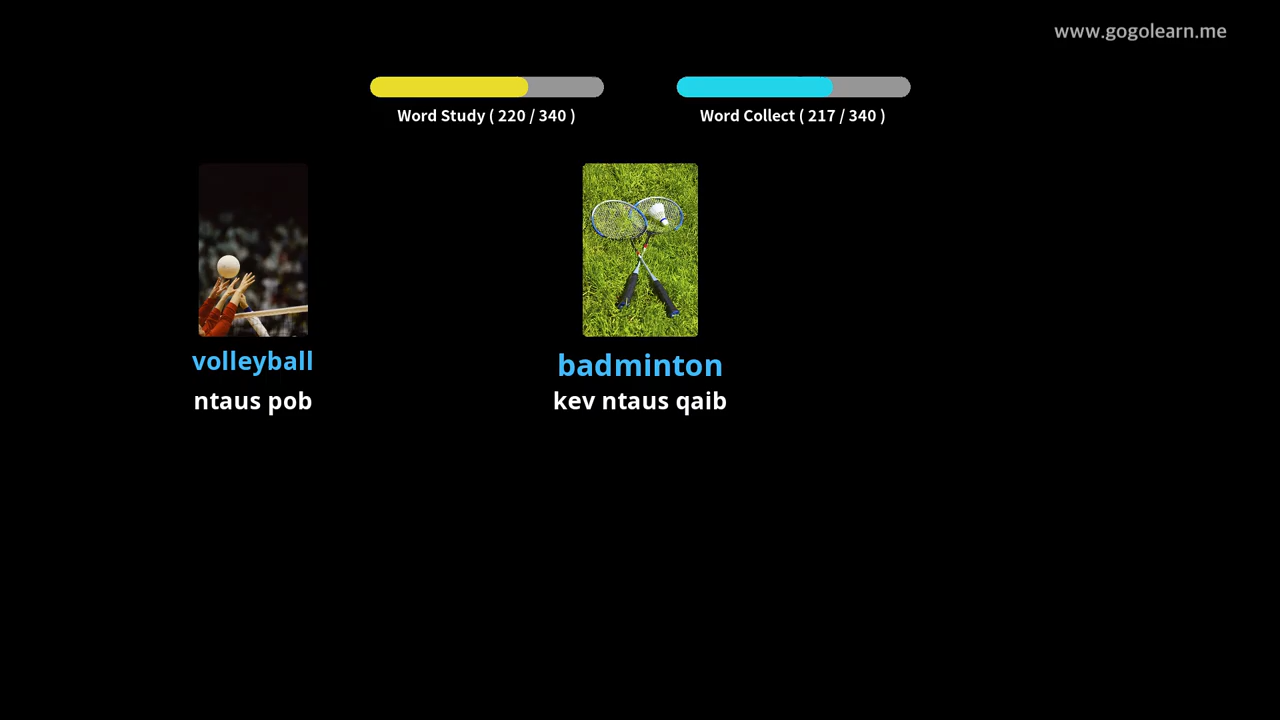 www.gogolearn.me
Word Study ( 220 / 340 )
Word Collect ( 217 / 340 )
volleyball
ntaus pob
badminton
kev ntaus qaib